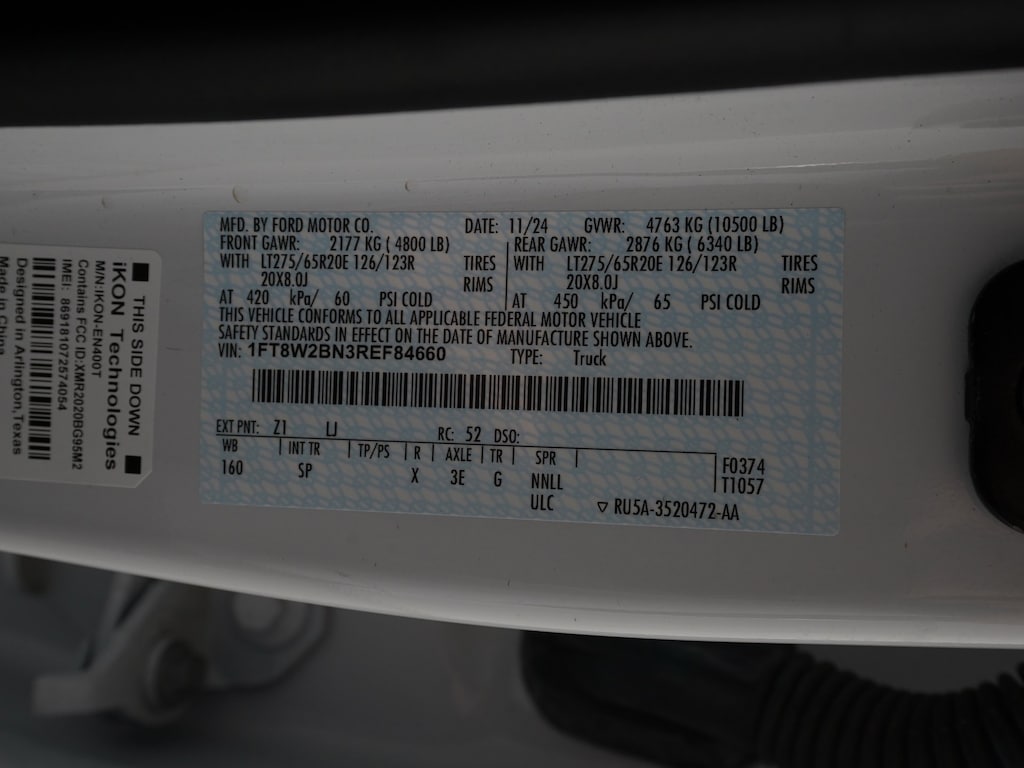 MFD. BY FORD MOTOR CO. DATE: 11/24 GVWR: 4763 KG (10500 LB)
FRONT GAWR: 2177 KG ( 4800 LB) REAR GAWR: 2876 KG ( 6340 LB)
WITH LT275/65R20E 126/123R TIRES WITH LT275/65R20E 126/123R TIRES
20X8.0J RIMS 20X8.0J RIMS
AT 420 kPa/ 60 PSI COLD AT 450 kPa/ 65 PSI COLD
THIS VEHICLE CONFORMS TO ALL APPLICABLE FEDERAL MOTOR VEHICLE
SAFETY STANDARDS IN EFFECT ON THE DATE OF MANUFACTURE SHOWN ABOVE.
VIN: 1FT8W2BN3REF84660 TYPE: Truck
EXT PNT: Z1 LJ RC: 52 DSO:
WB INT TR TP/PS R AXLE TR SPR
160 SP X 3E G NNLL
ULC
F0374
T1057
▽ RU5A-3520472-AA
THIS SIDE DOWN
iKON Technologies
M/N:IKON-EN400T
Contains FCC ID:XMR2020BG95M2
IMEI: 869181072574054
Designed in Arlington,Texas
Made in China